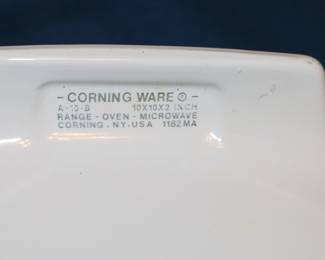 - CORNING WARE ® -
A-10-B 10X10X2 INCH
RANGE - OVEN - MICROWAVE
CORNING, NY, USA 1182 MA